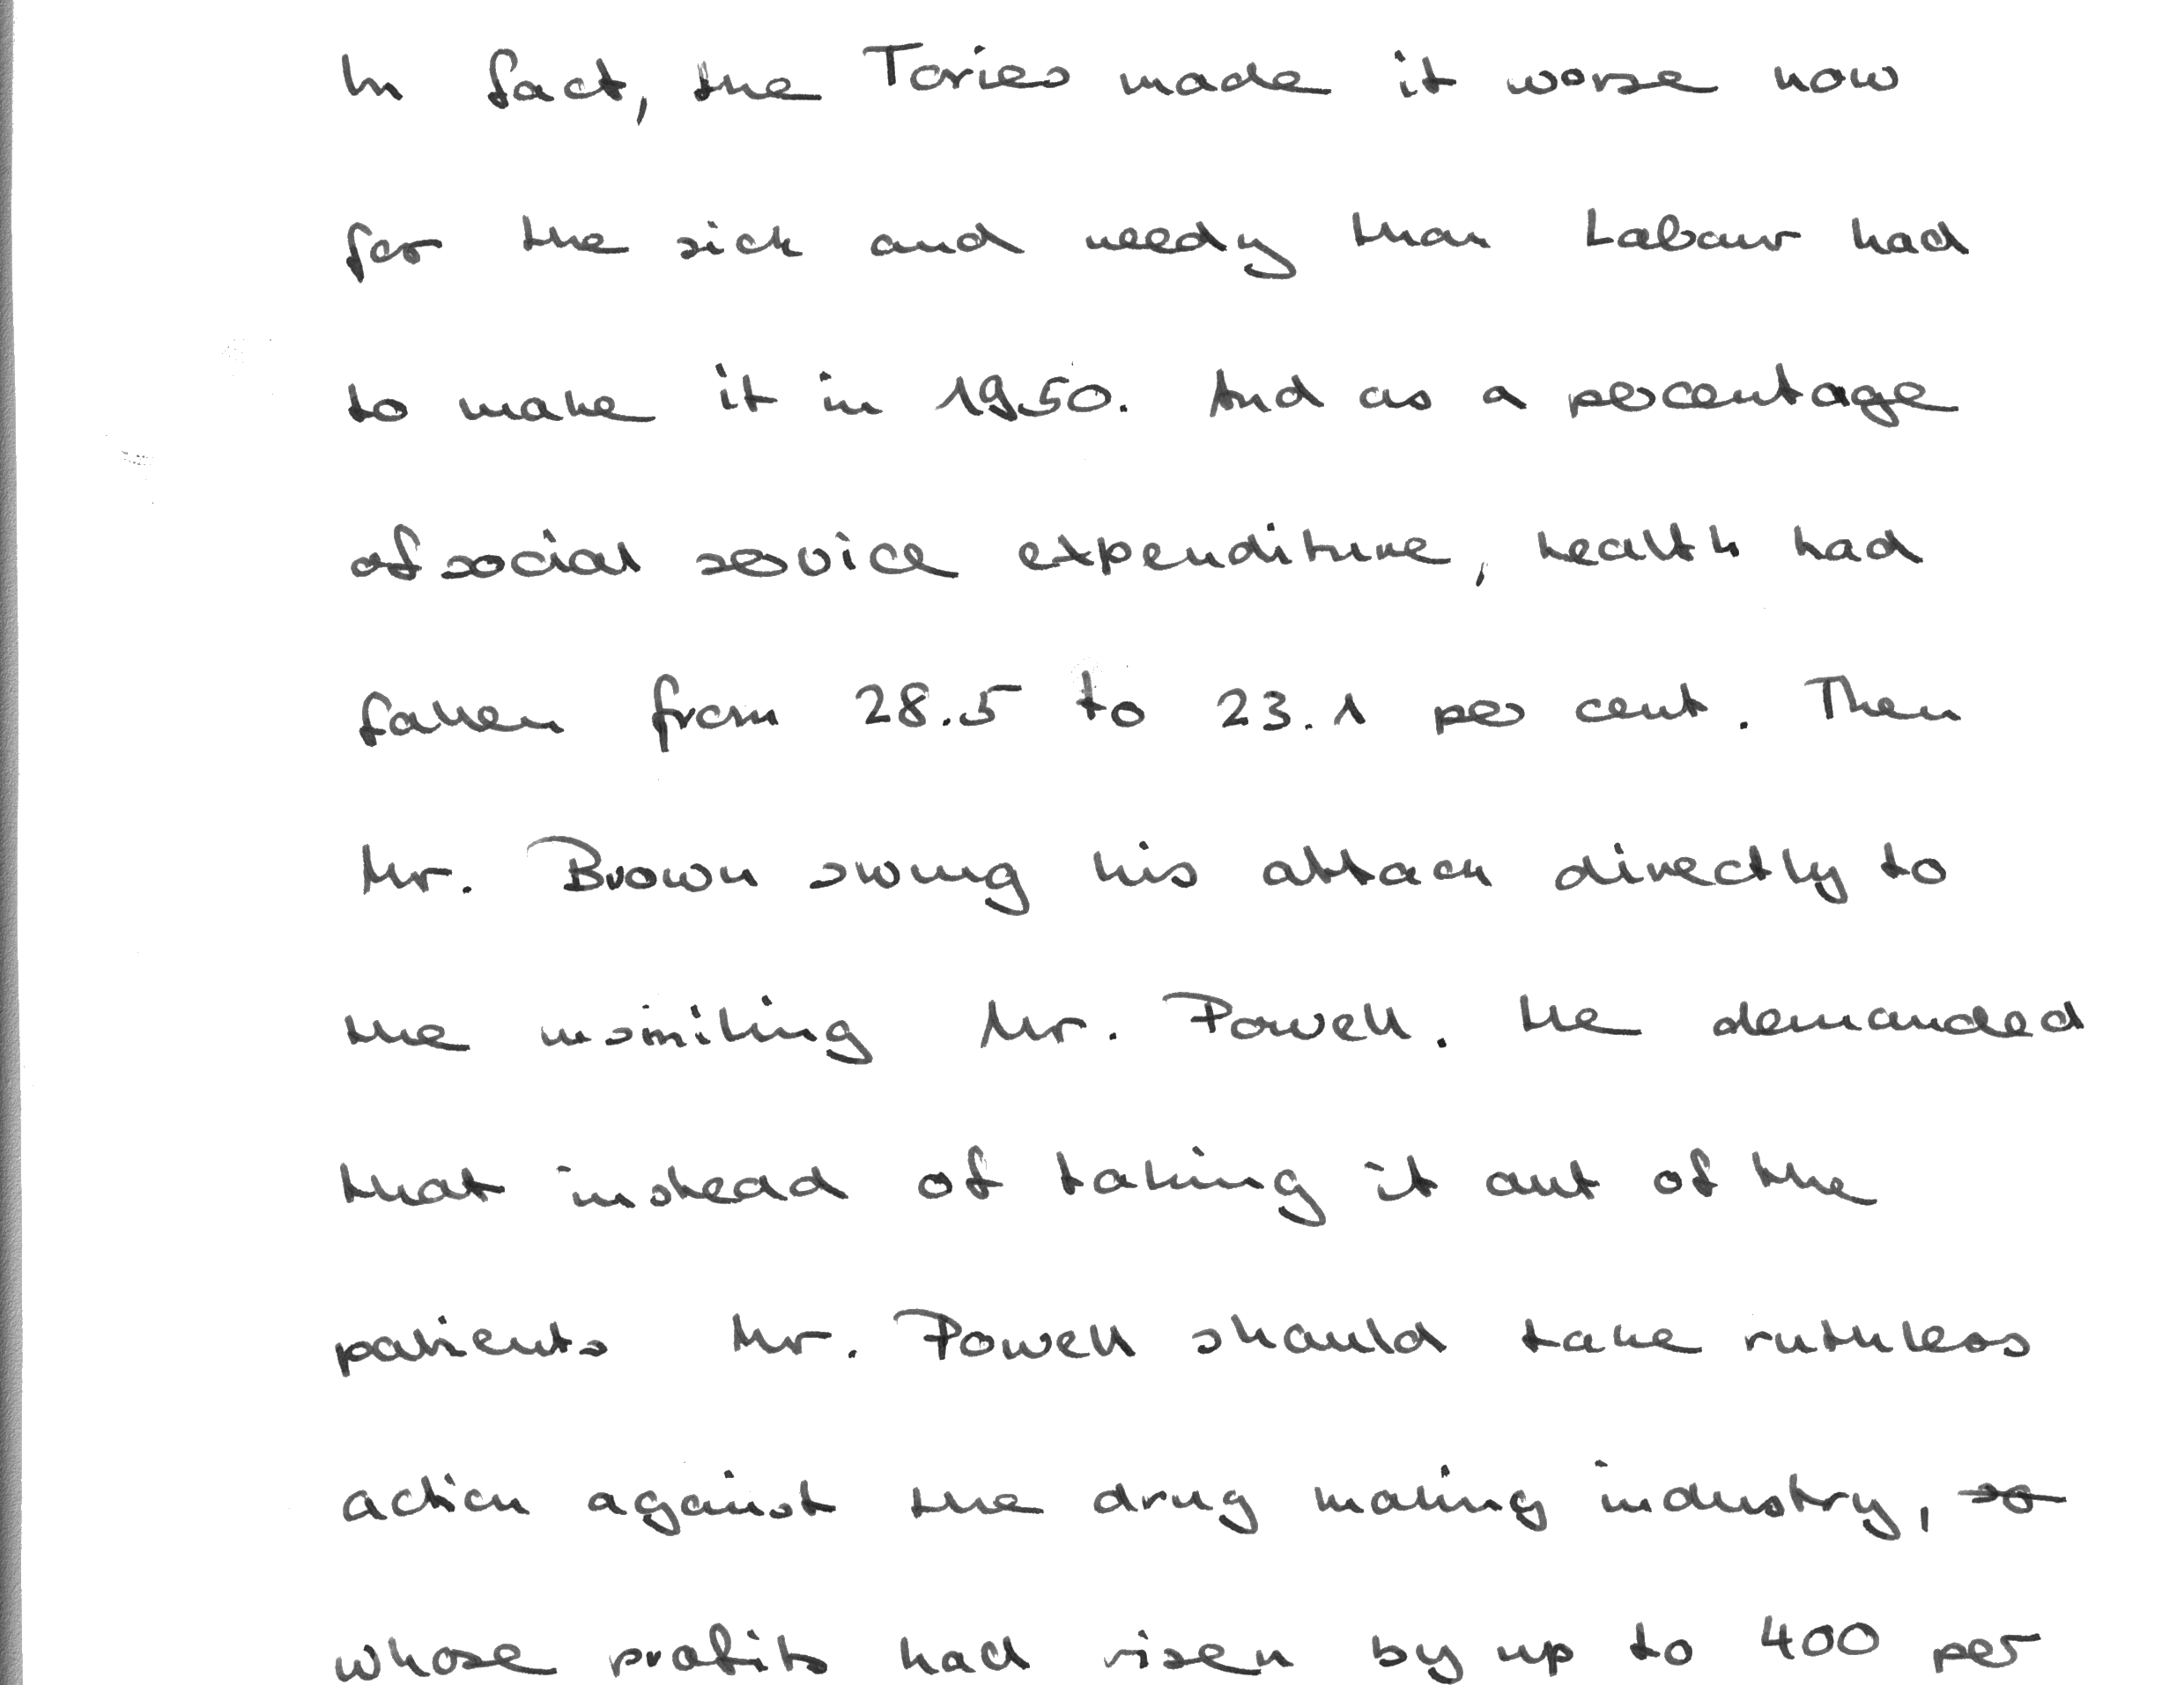 In fact, the Tories made it worse now
for the sick and needy than Labour had
to make it in 1950. And as a percentage
of social service expenditure, health had
fallen from 28.5 to 23.1 per cent. Then
Mr. Brown swung his attack directly to
the unsmiling Mr. Powell. He demanded
that instead of taking it out of the
patients Mr. Powell should take ruthless
action against the drug making industry, so
whose profits had risen by up to 400 per